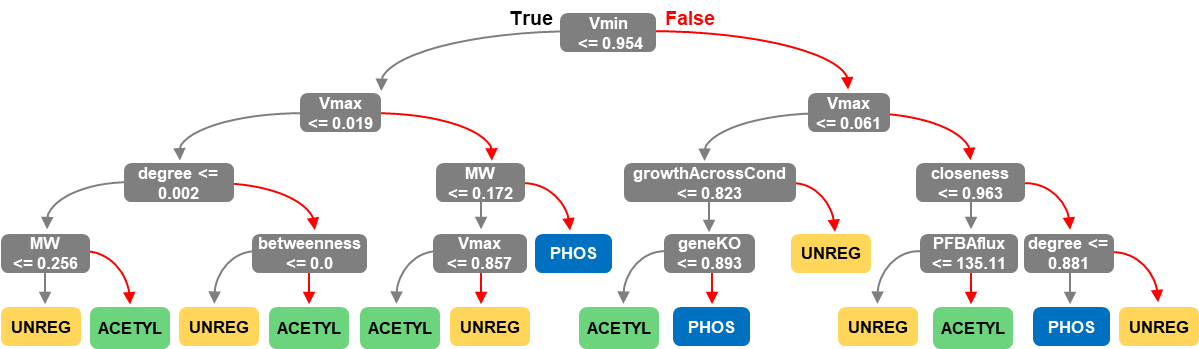 True
False
Vmin
<= 0.954
Vmax
<= 0.019
Vmax
<= 0.061
degree <=
0.002
MW
<= 0.172
growthAcrossCond
<= 0.823
closeness
<= 0.963
MW
<= 0.256
betweenness
<= 0.0
Vmax
<= 0.857
PHOS
geneKO
<= 0.893
UNREG
PFBAflux
<= 135.11
degree <=
0.881
UNREG
ACETYL
UNREG
ACETYL
ACETYL
UNREG
ACETYL
PHOS
UNREG
ACETYL
PHOS
UNREG